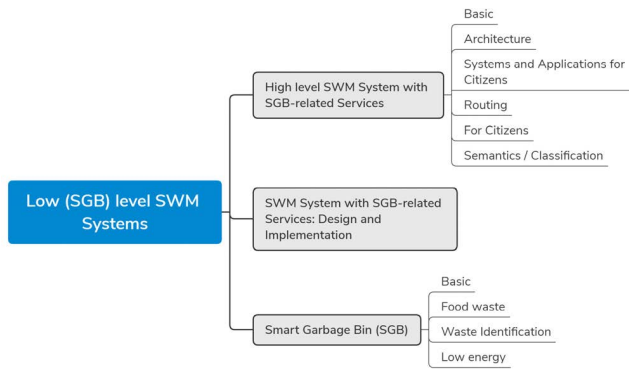 Low (SGB) level SWM
Systems
High level SWM System with
SGB-related Services
Basic
Architecture
Systems and Applications for
Citizens
Routing
For Citizens
Semantics / Classification
SWM System with SGB-related
Services: Design and
Implementation
Smart Garbage Bin (SGB)
Basic
Food waste
Waste Identification
Low energy